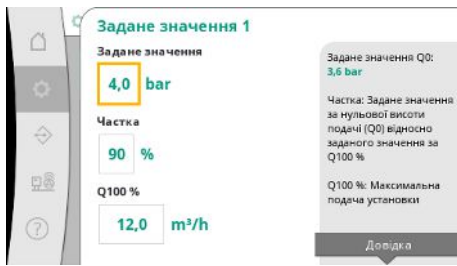 Задане значення 1
Задане значення
4,0 bar
Частка
90 %
Q100 %
12,0 m³/h
Задане значення Q0:
3,6 bar
Частка: Задане значення
за нульової висоти
подачі (Q0) відносно
заданого значення за
Q100 %
Q100 %: Максимальна
подача установки
Довідка